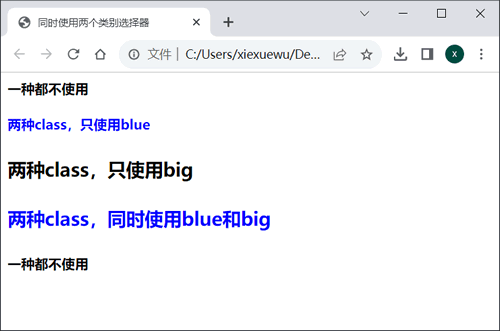 同时使用两个类别选择器
文件 | C:/Users/xiexuewu/De...
X
一种都不使用
两种class，只使用blue
两种class，只使用big
两种class，同时使用blue和big
一种都不使用